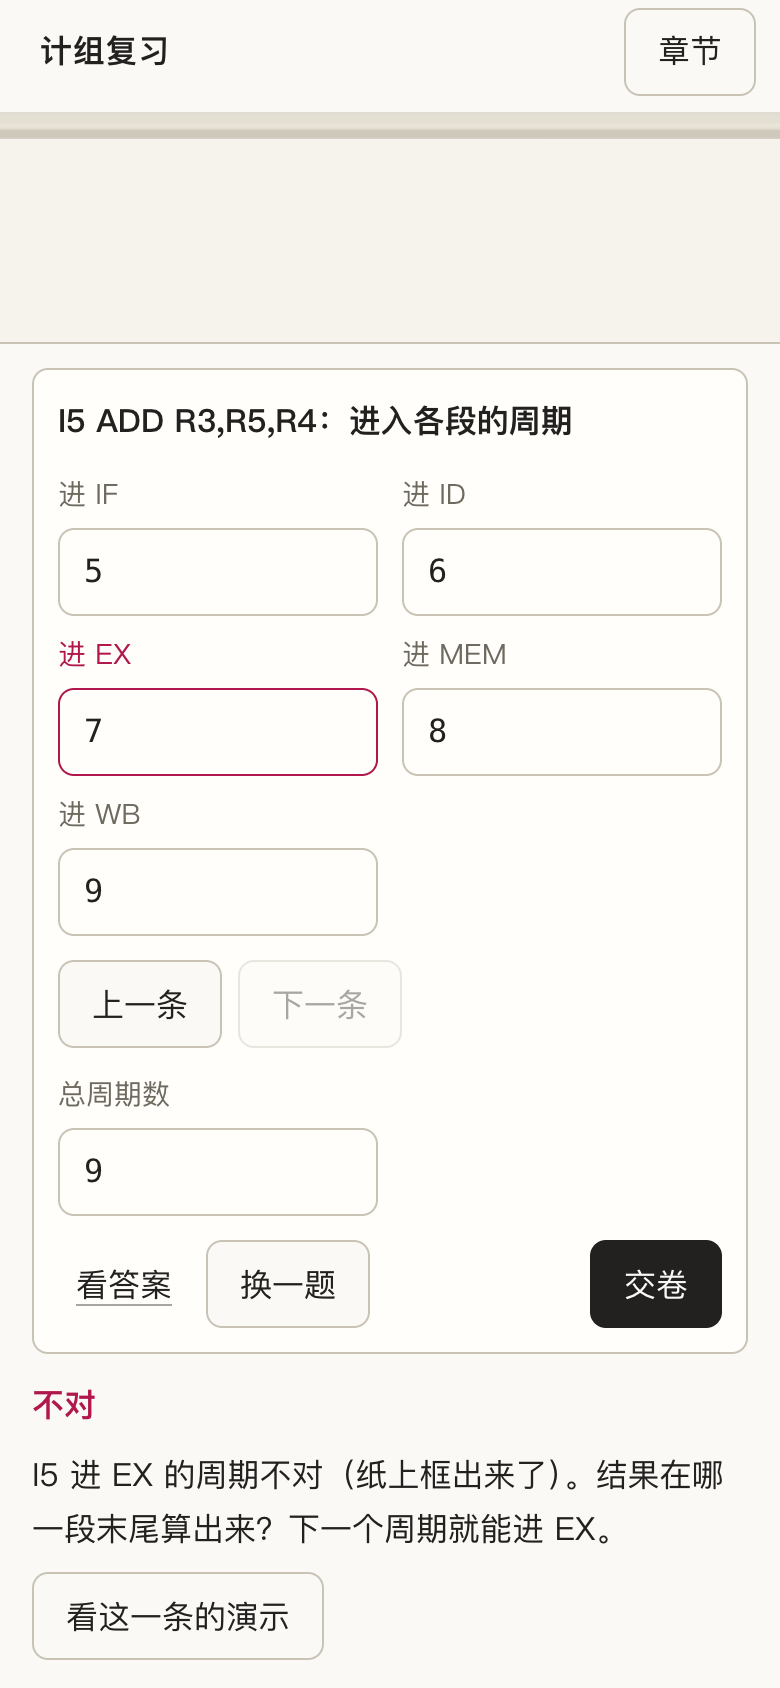 计组复习
章节
I5 ADD R3,R5,R4：进入各段的周期
进 IF
进 ID
5
6
进 EX
进 MEM
7
8
进 WB
9
上一条
下一条
总周期数
9
看答案
换一题
交卷
不对
I5 进 EX 的周期不对（纸上框出来了）。结果在哪
一段末尾算出来？下一个周期就能进 EX。
看这一条的演示